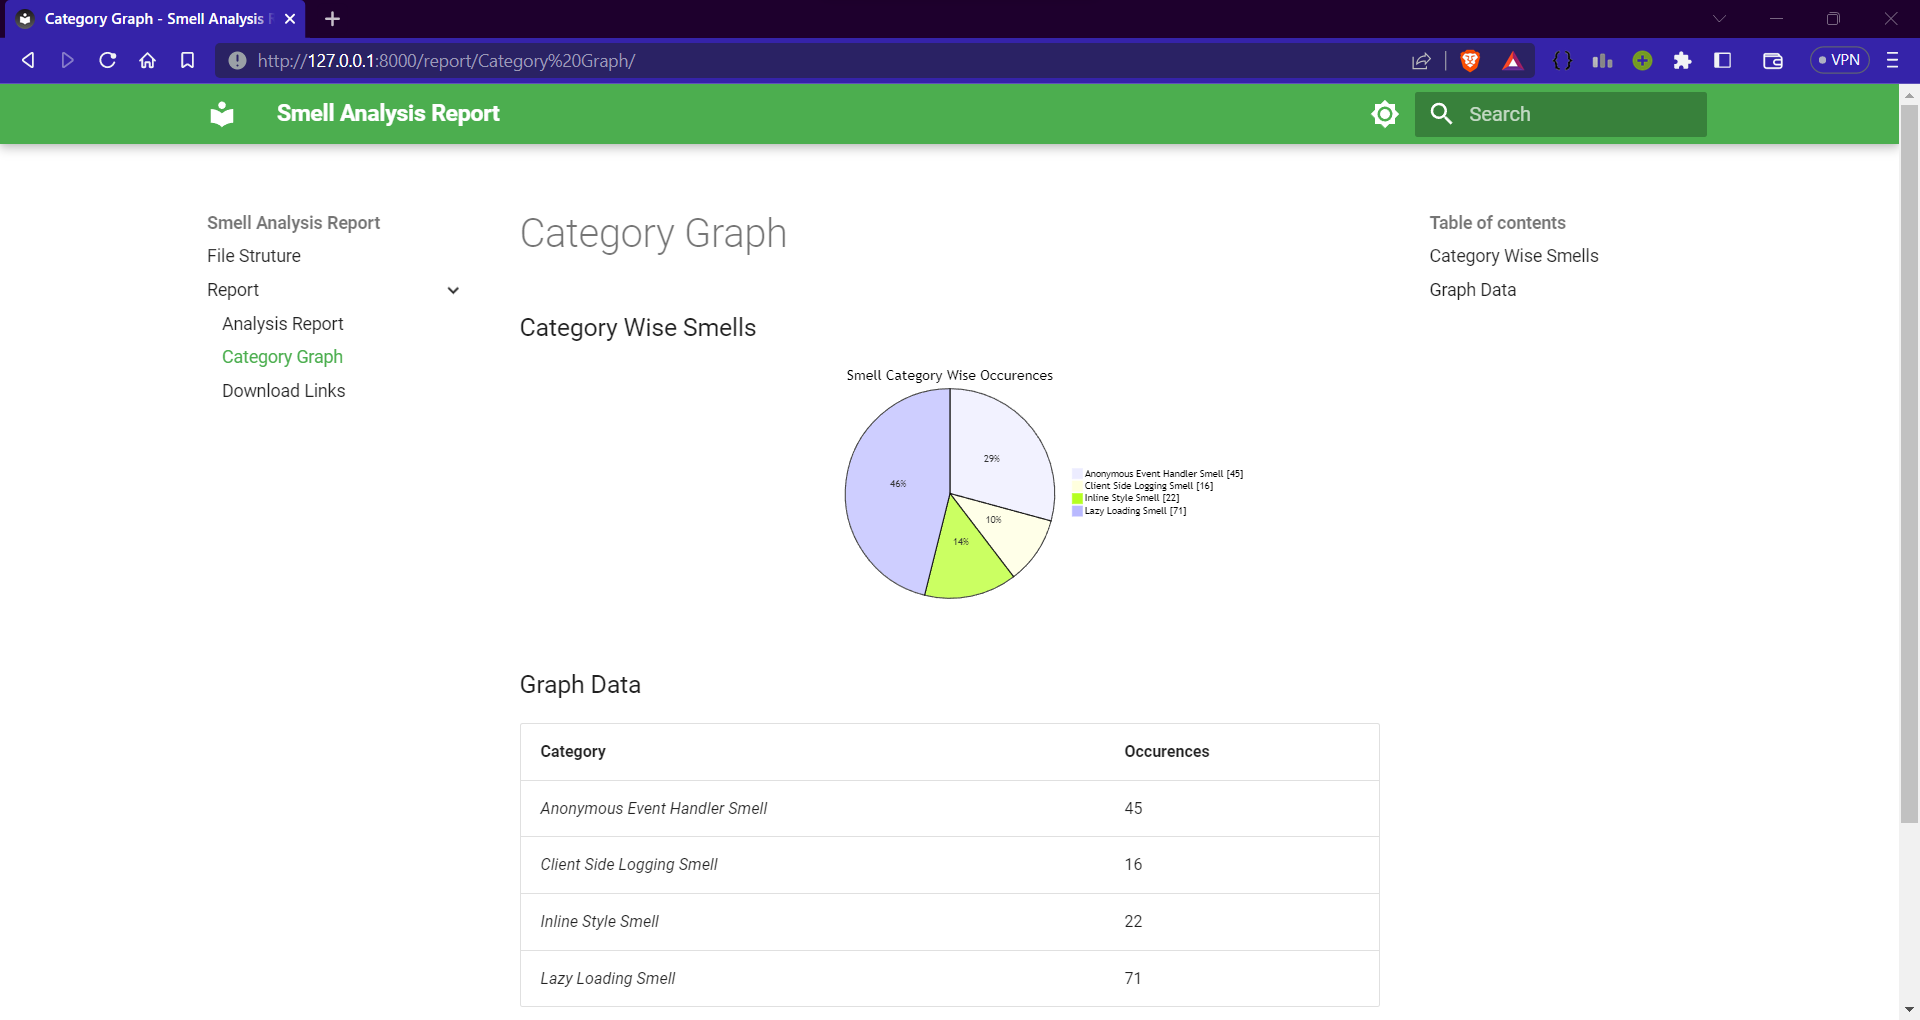 Category Graph - Smell Analysis R
http://127.0.0.1:8000/report/Category%20Graph/
VPN
Smell Analysis Report
Search
Smell Analysis Report
File Struture
Report
Analysis Report
Category Graph
Download Links
Category Graph
Category Wise Smells
Smell Category Wise Occurences
29%
46%
10%
14%
Anonymous Event Handler Smell [45]
Client Side Logging Smell [16]
Inline Style Smell [22]
Lazy Loading Smell [71]
Graph Data
Category Occurences
Anonymous Event Handler Smell 45
Client Side Logging Smell 16
Inline Style Smell 22
Lazy Loading Smell 71
Table of contents
Category Wise Smells
Graph Data